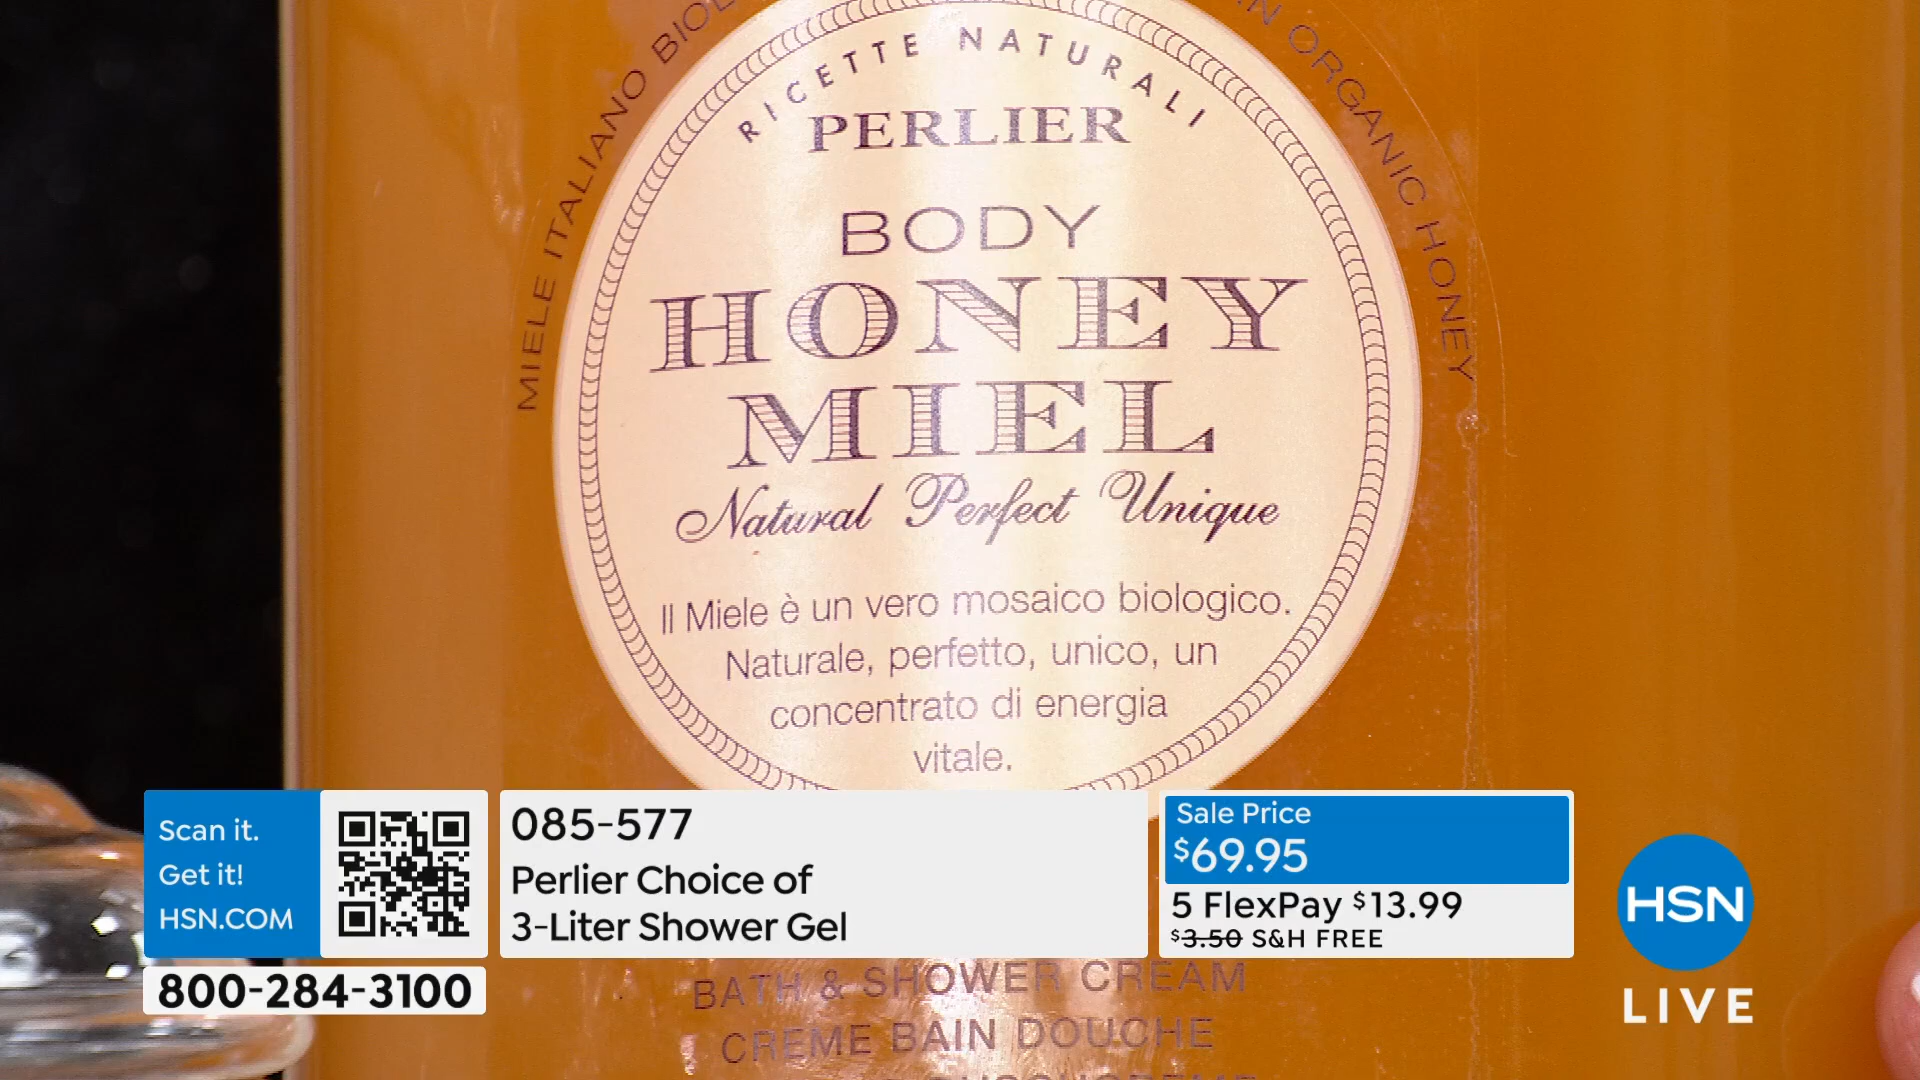 MIELE ITALIANO
ORGANIC HONEY
RICETTE NATURALI
PERLIER
BODY
HONEY
MIEL
Natural Perfect Unique
Il Miele è un vero mosaico biologico.
Naturale, perfetto, unico, un
concentrato di energia
vitale.
Scan it.
Get it!
HSN.COM
800-284-3100
085-577
Perlier Choice of
3-Liter Shower Gel
Sale Price
$69.95
5 FlexPay $13.99
$3.50 S&H FREE
HSN
LIVE
BATH & SHOWER CREAM
CREME BAIN DOUCHE